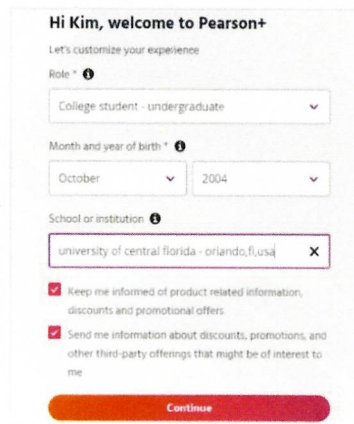 Hi Kim, welcome to Pearson+
Let's customize your experience
Role *
College student - undergraduate
Month and year of birth *
October 2004
School or institution
university of central florida - orlando,fl,usa
Keep me informed of product related information,
discounts and promotional offers
Send me information about discounts, promotions, and
other third-party offerings that might be of interest to
me
Continue